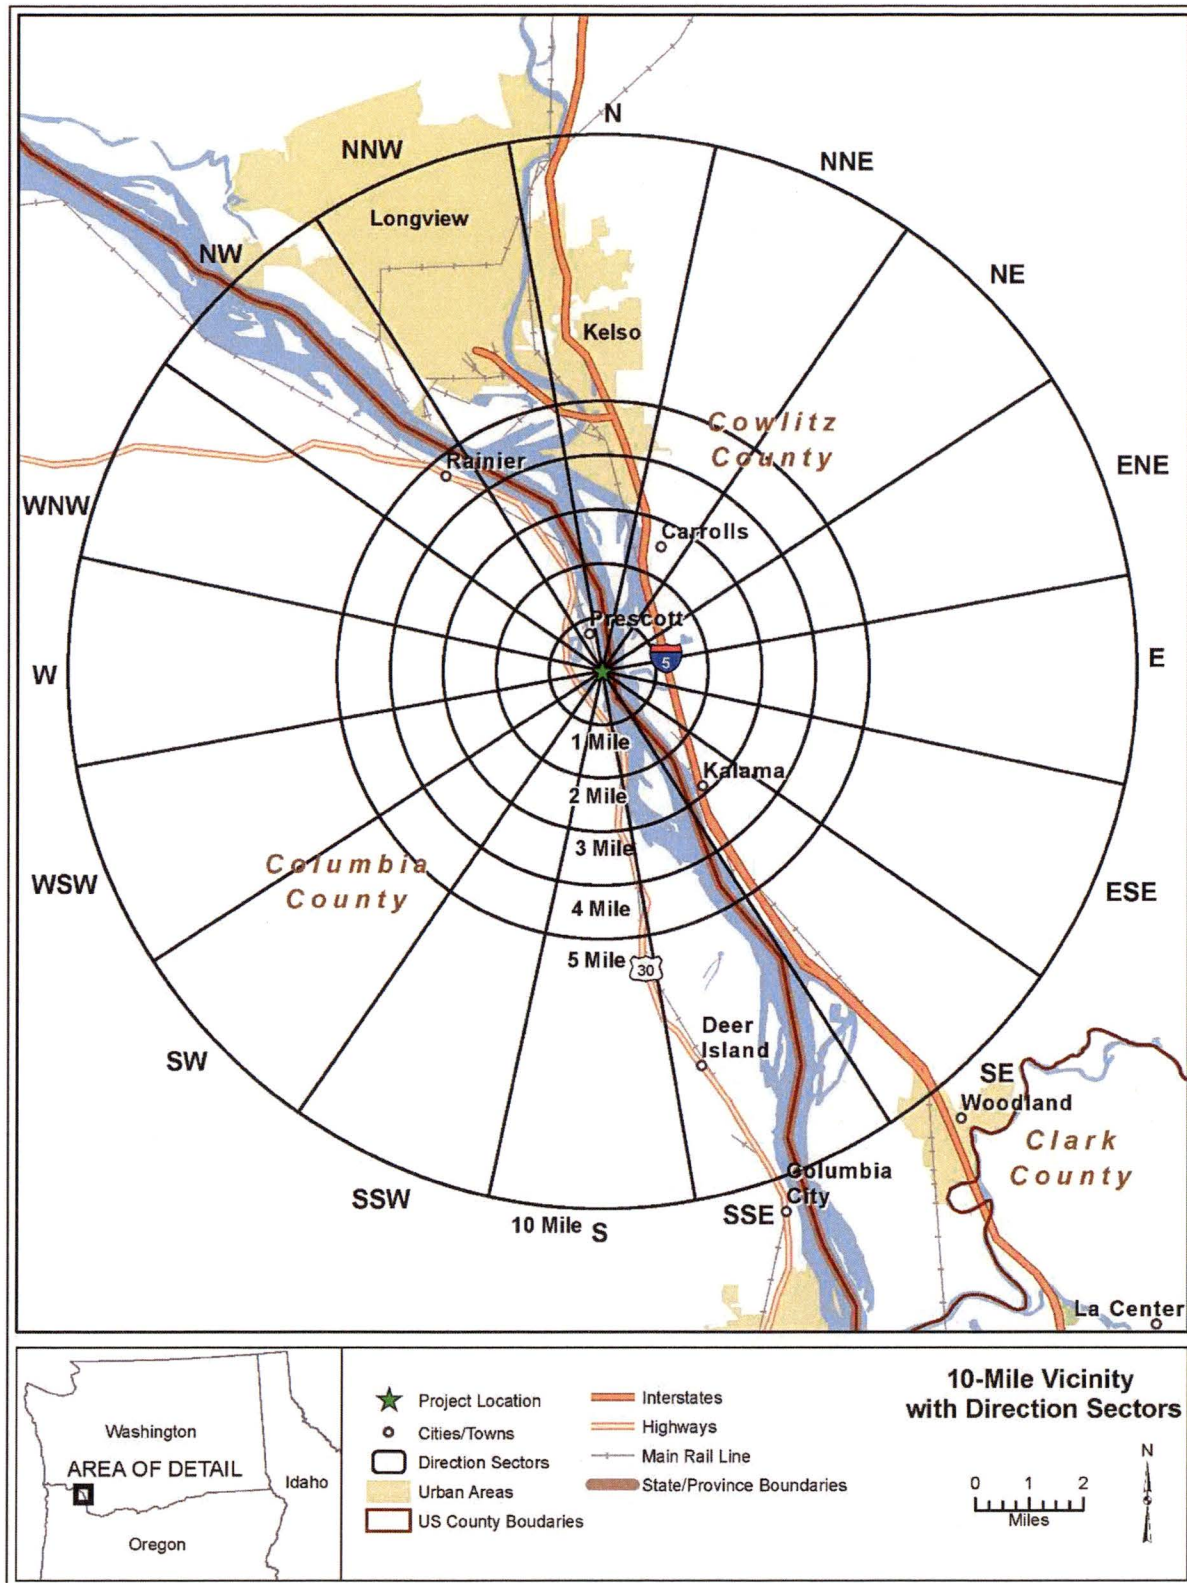 N
NNW
NNE
Longview
NW
NE
Kelso
Cowlitz
County
Rainier
ENE
WNW
Carrolls
Prescott
5
E
W
1 Mile
Kalama
2 Mile
3 Mile
Columbia
County
WSW
ESE
4 Mile
5 Mile
30
Deer
Island
SW
SE
Woodland
Clark
County
Columbia
City
SSW
SSE
10 Mile
S
La Center
Washington
AREA OF DETAIL
Idaho
Oregon
Project Location
Cities/Towns
Direction Sectors
Urban Areas
US County Boudaries
Interstates
Highways
Main Rail Line
State/Province Boundaries
10-Mile Vicinity
with Direction Sectors
N
0 1 2
Miles